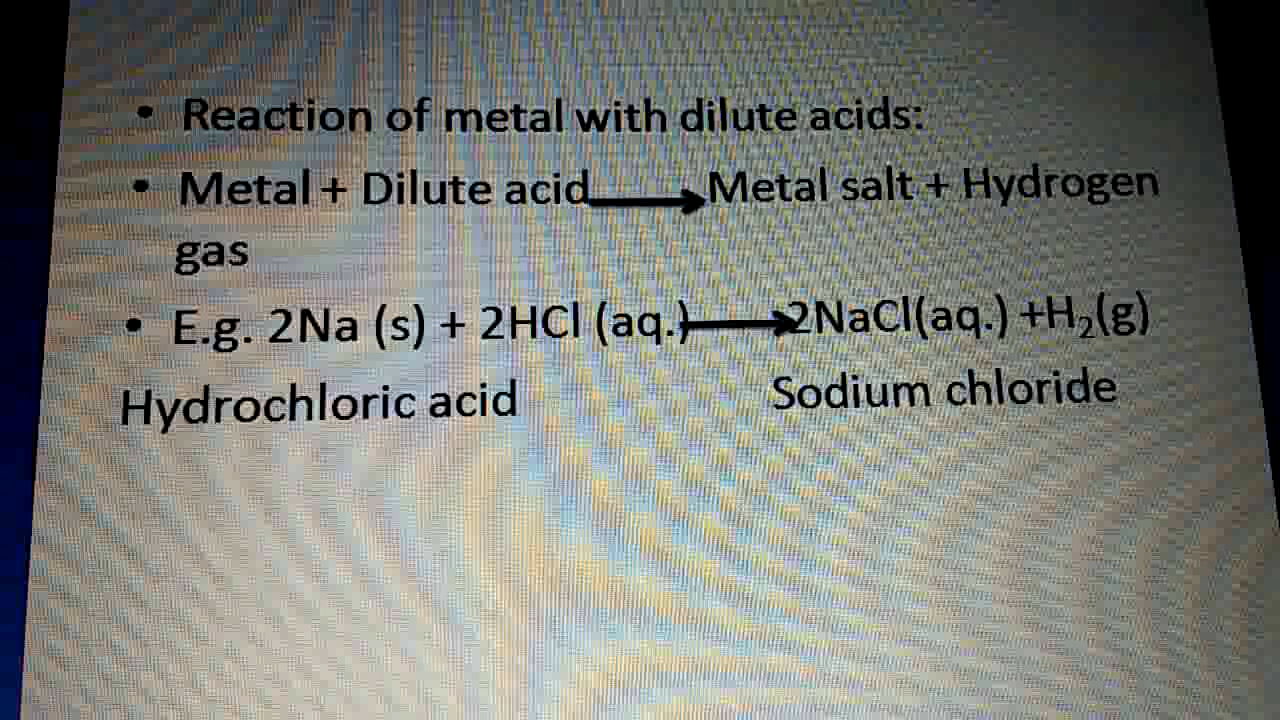 • Reaction of metal with dilute acids:
• Metal + Dilute acid⟶Metal salt + Hydrogen
gas
• E.g. 2Na (s) + 2HCl (aq.)⟶2NaCl(aq.) +H₂(g)
Hydrochloric acid Sodium chloride